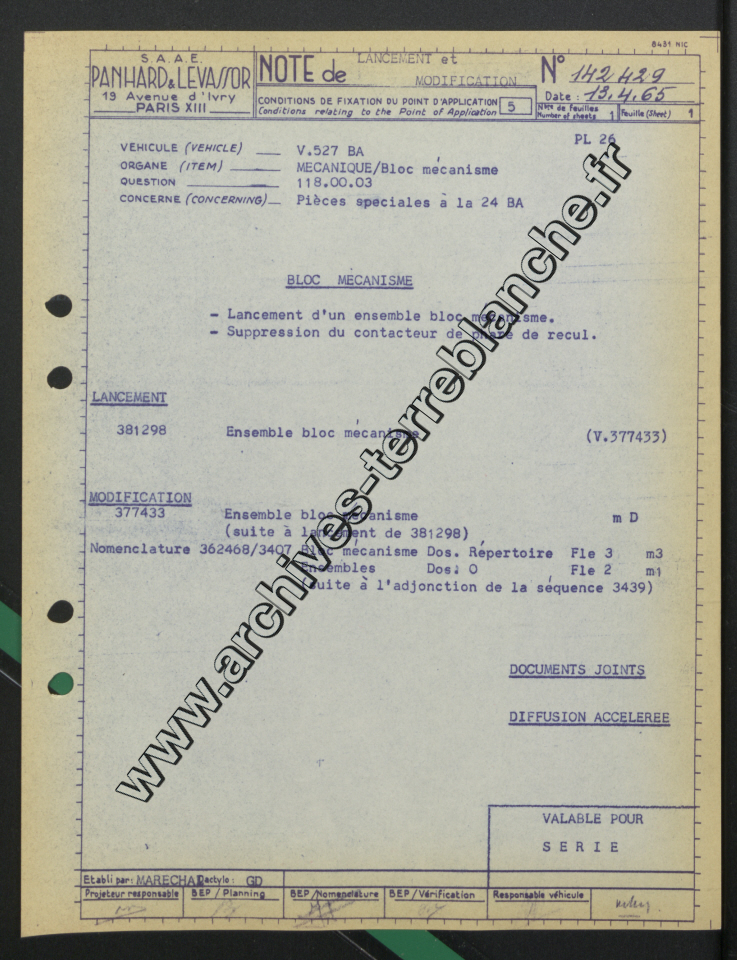 8431 NIC
S.A.A.E.
PANHARD & LEVASSOR
19 Avenue d'Ivry
PARIS XIII
NOTE de LANCEMENT et
MODIFICATION
CONDITIONS DE FIXATION DU POINT D'APPLICATION
Conditions relating to the Point of Application
5
N° 142429
Date: 13.4.65
Nbre de feuilles
Number of sheets 1
Feuille (Sheet) 1
PL 26
VEHICULE (VEHICLE) V.527 BA
ORGANE (ITEM) MECANIQUE/Bloc mécanisme
QUESTION 118.00.03
CONCERNE (CONCERNING) Pièces speciales à la 24 BA
BLOC MECANISME
- Lancement d'un ensemble bloc mécanisme.
- Suppression du contacteur de phare de recul.
LANCEMENT
381298 Ensemble bloc mécanisme (V.377433)
MODIFICATION
377433 Ensemble bloc mécanisme m D
(suite à lancement de 381298)
Nomenclature 362468/3407 Bloc mécanisme Dos. Répertoire Fle 3 m3
Ensembles Dos. O Fle 2 m1
(suite à l'adjonction de la séquence 3439)
DOCUMENTS JOINTS
DIFFUSION ACCELEREE
VALABLE POUR
SERIE
Etabli par: MARECHAL Dactylo: GD
Projeteur responsable
BEP / Planning
BEP / Nomenclature
BEP / Vérification
Responsable véhicule
www.archives-terreblanche.fr